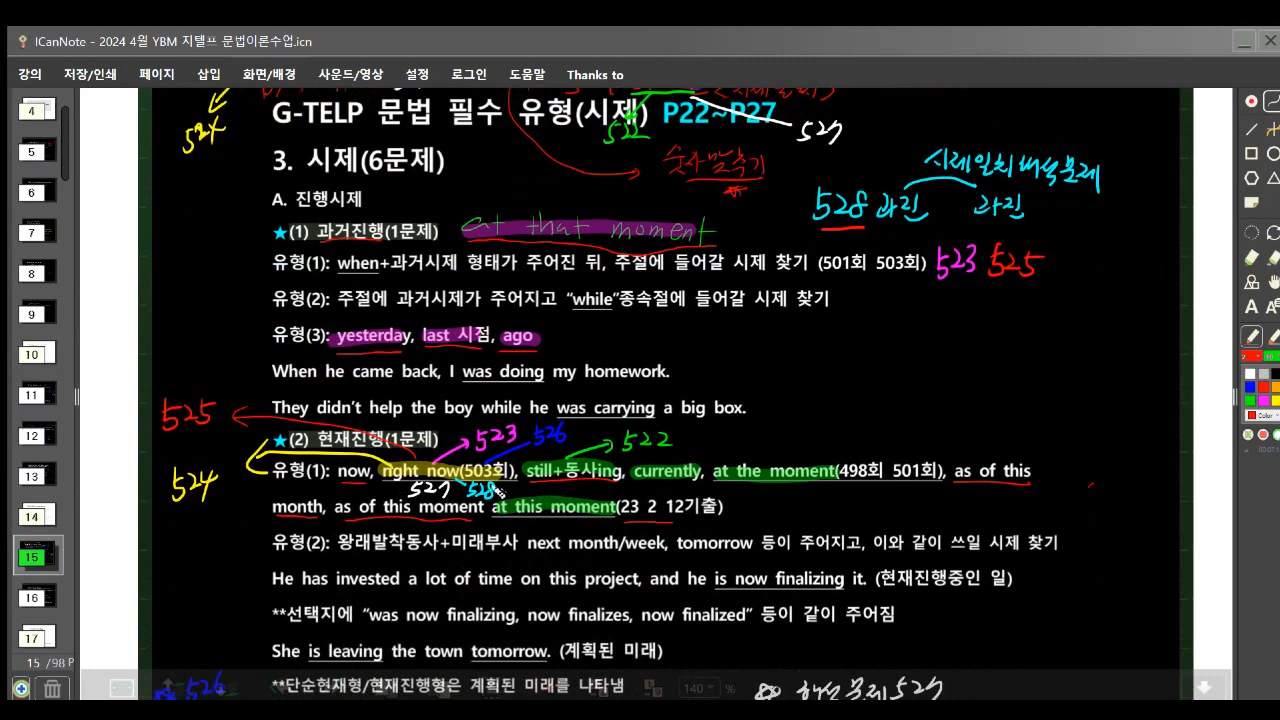 ICanNote - 2024 4월 YBM 지텔프 문법이론수업.icn
강의 저장/인쇄 페이지 삽입 화면/배경 사운드/영상 설정 로그인 도움말 Thanks to
4
5
6
7
8
9
10
11
12
13
14
15
16
17
15 /98 P
524
G-TELP 문법 필수 유형(시제) P22~P27
522
527
숫자맞추기
3. 시제(6문제)
528 과진 과진
A. 진행시제
★(1) 과거진행(1문제) at that moment
유형(1): when+과거시제 형태가 주어진 뒤, 주절에 들어갈 시제 찾기 (501회 503회) 523 525
유형(2): 주절에 과거시제가 주어지고 “while”종속절에 들어갈 시제 찾기
유형(3): yesterday, last 시점, ago
When he came back, I was doing my homework.
They didn’t help the boy while he was carrying a big box.
525
★(2) 현재진행(1문제) 523 526 522
유형(1): now, right now(503회), still+동사ing, currently, at the moment(498회 501회), as of this
524
527 528
month, as of this moment at this moment(23 2 12기출)
유형(2): 왕래발착동사+미래부사 next month/week, tomorrow 등이 주어지고, 이와 같이 쓰일 시제 찾기
He has invested a lot of time on this project, and he is now finalizing it. (현재진행중인 일)
**선택지에 “was now finalizing, now finalizes, now finalized” 등이 같이 주어짐
She is leaving the town tomorrow. (계획된 미래)
**단순현재형/현재진행형은 계획된 미래를 나타냄
526
140 %
527
Color